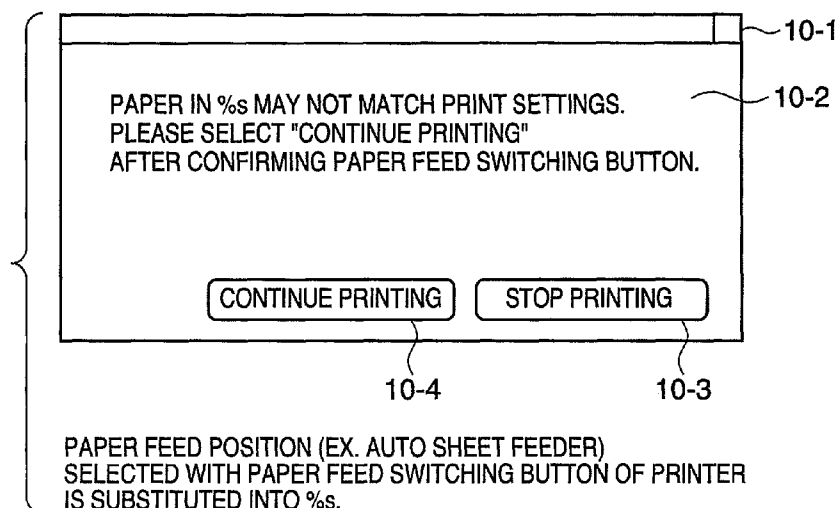 10-1
10-2
PAPER IN %s MAY NOT MATCH PRINT SETTINGS.
PLEASE SELECT "CONTINUE PRINTING"
AFTER CONFIRMING PAPER FEED SWITCHING BUTTON.
CONTINUE PRINTING STOP PRINTING
10-4 10-3
PAPER FEED POSITION (EX. AUTO SHEET FEEDER)
SELECTED WITH PAPER FEED SWITCHING BUTTON OF PRINTER
IS SUBSTITUTED INTO %s.